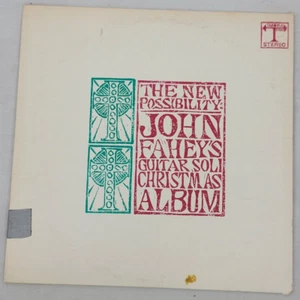 STEREO
THE NEW
POSSIBILITY:
JOHN
FAHEY'S
GUITAR SOLI
CHRISTMAS
ALBUM